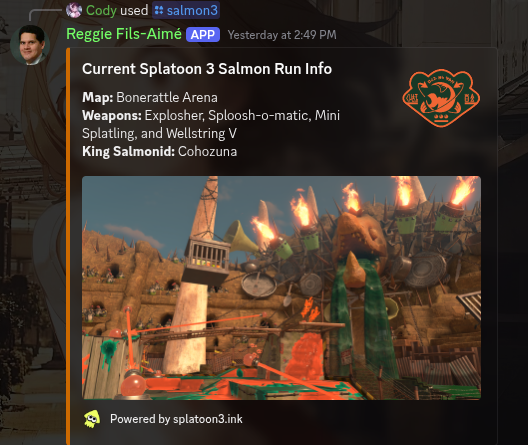 Cody used salmon3
Reggie Fils-Aimé APP Yesterday at 2:49 PM
Current Splatoon 3 Salmon Run Info
Map: Bonerattle Arena
Weapons: Explosher, Sploosh-o-matic, Mini
Splatling, and Wellstring V
King Salmonid: Cohozuna
Powered by splatoon3.ink